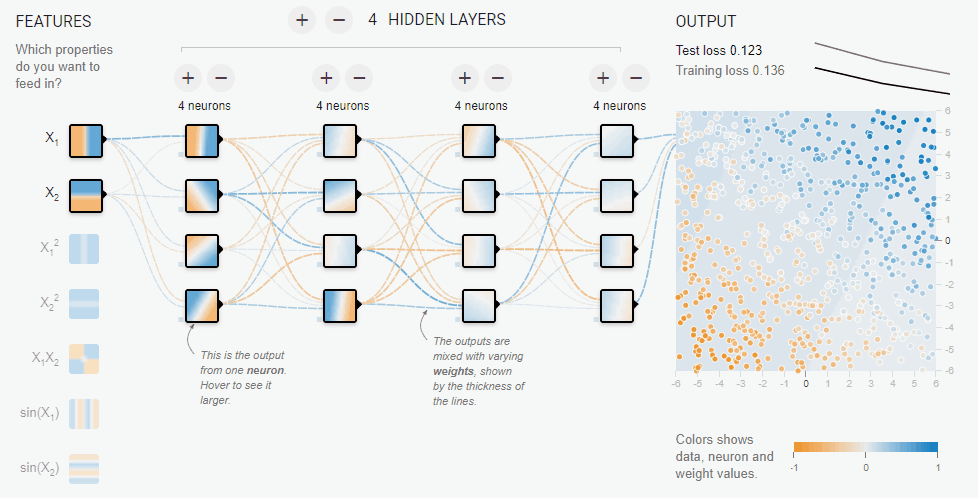 FEATURES
Which properties
do you want to
feed in?
X₁
X₂
X₁²
X₂²
X₁X₂
sin(X₁)
sin(X₂)
+ − 4 HIDDEN LAYERS
+ − + − + − + −
4 neurons 4 neurons 4 neurons 4 neurons
This is the output
from one neuron.
Hover to see it
larger.
The outputs are
mixed with varying
weights, shown
by the thickness of
the lines.
OUTPUT
Test loss 0.123
Training loss 0.136
6
5
4
3
2
1
0
-1
-2
-3
-4
-5
-6
-6 -5 -4 -3 -2 -1 0 1 2 3 4 5 6
Colors shows
data, neuron and
weight values.
-1 0 1